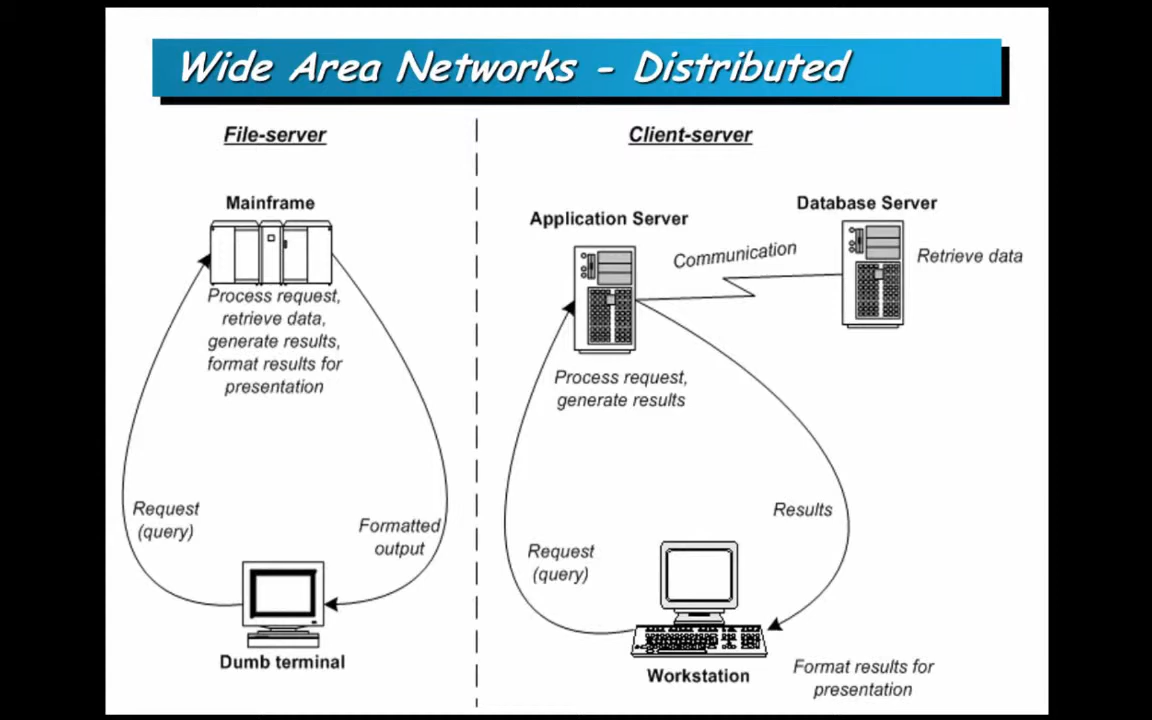 Wide Area Networks - Distributed
File-server
Mainframe
Process request,
retrieve data,
generate results,
format results for
presentation
Request
(query)
Formatted
output
Dumb terminal
Client-server
Application Server
Communication
Database Server
Retrieve data
Process request,
generate results
Request
(query)
Results
Workstation
Format results for
presentation